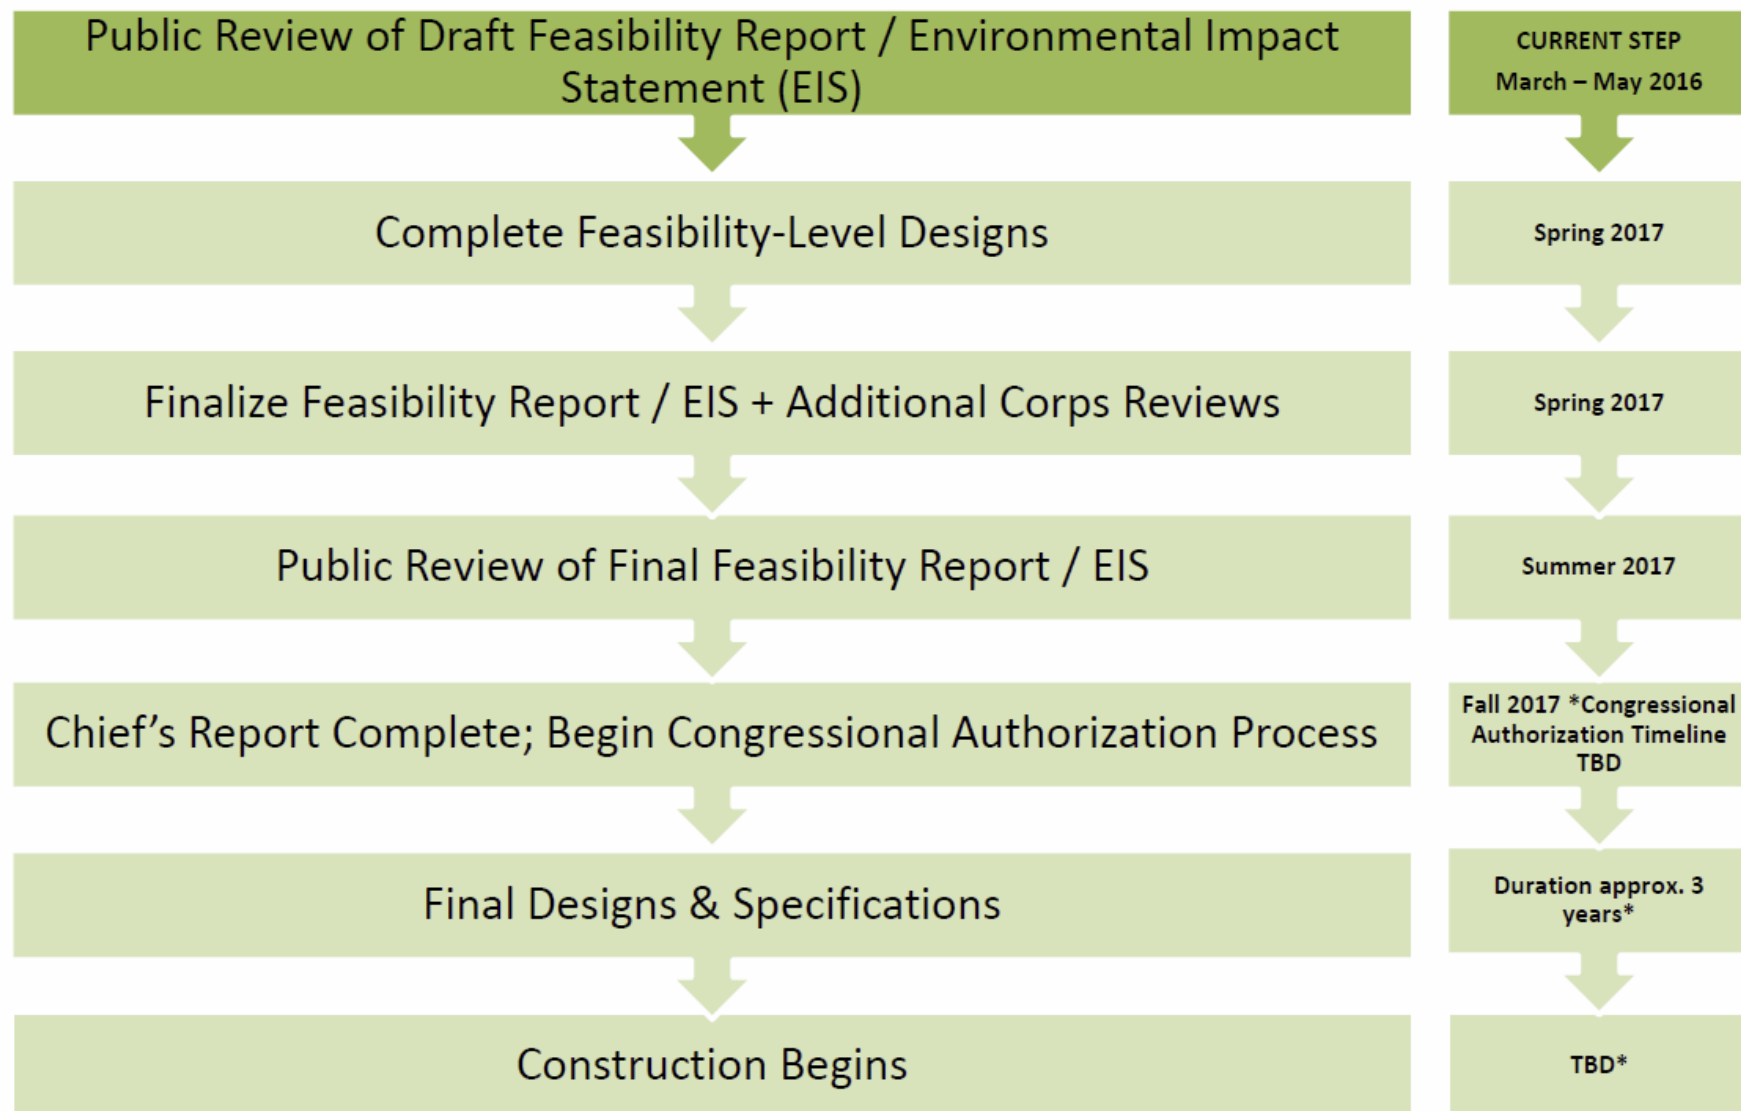 Public Review of Draft Feasibility Report / Environmental Impact
Statement (EIS)
CURRENT STEP
March – May 2016
Complete Feasibility-Level Designs
Spring 2017
Finalize Feasibility Report / EIS + Additional Corps Reviews
Spring 2017
Public Review of Final Feasibility Report / EIS
Summer 2017
Chief’s Report Complete; Begin Congressional Authorization Process
Fall 2017 *Congressional
Authorization Timeline
TBD
Final Designs & Specifications
Duration approx. 3
years*
Construction Begins
TBD*